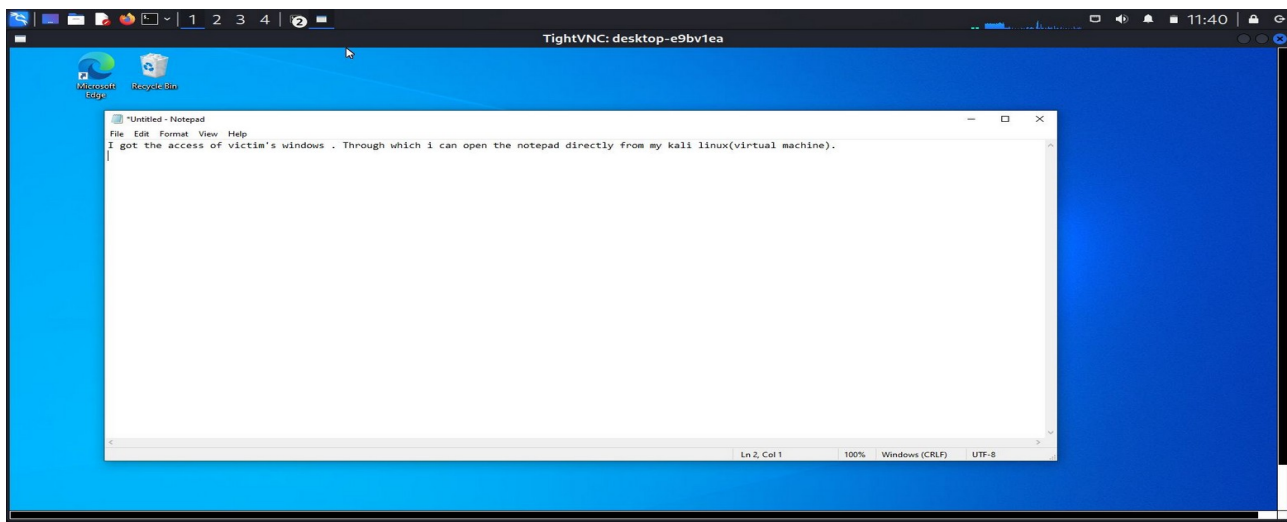 1 2 3 4 2 11:40
TightVNC: desktop-e9bv1ea
Microsoft Edge
Recycle Bin
*Untitled - Notepad
File Edit Format View Help
I got the access of victim's windows . Through which i can open the notepad directly from my kali linux(virtual machine).
Ln 2, Col 1 100% Windows (CRLF) UTF-8